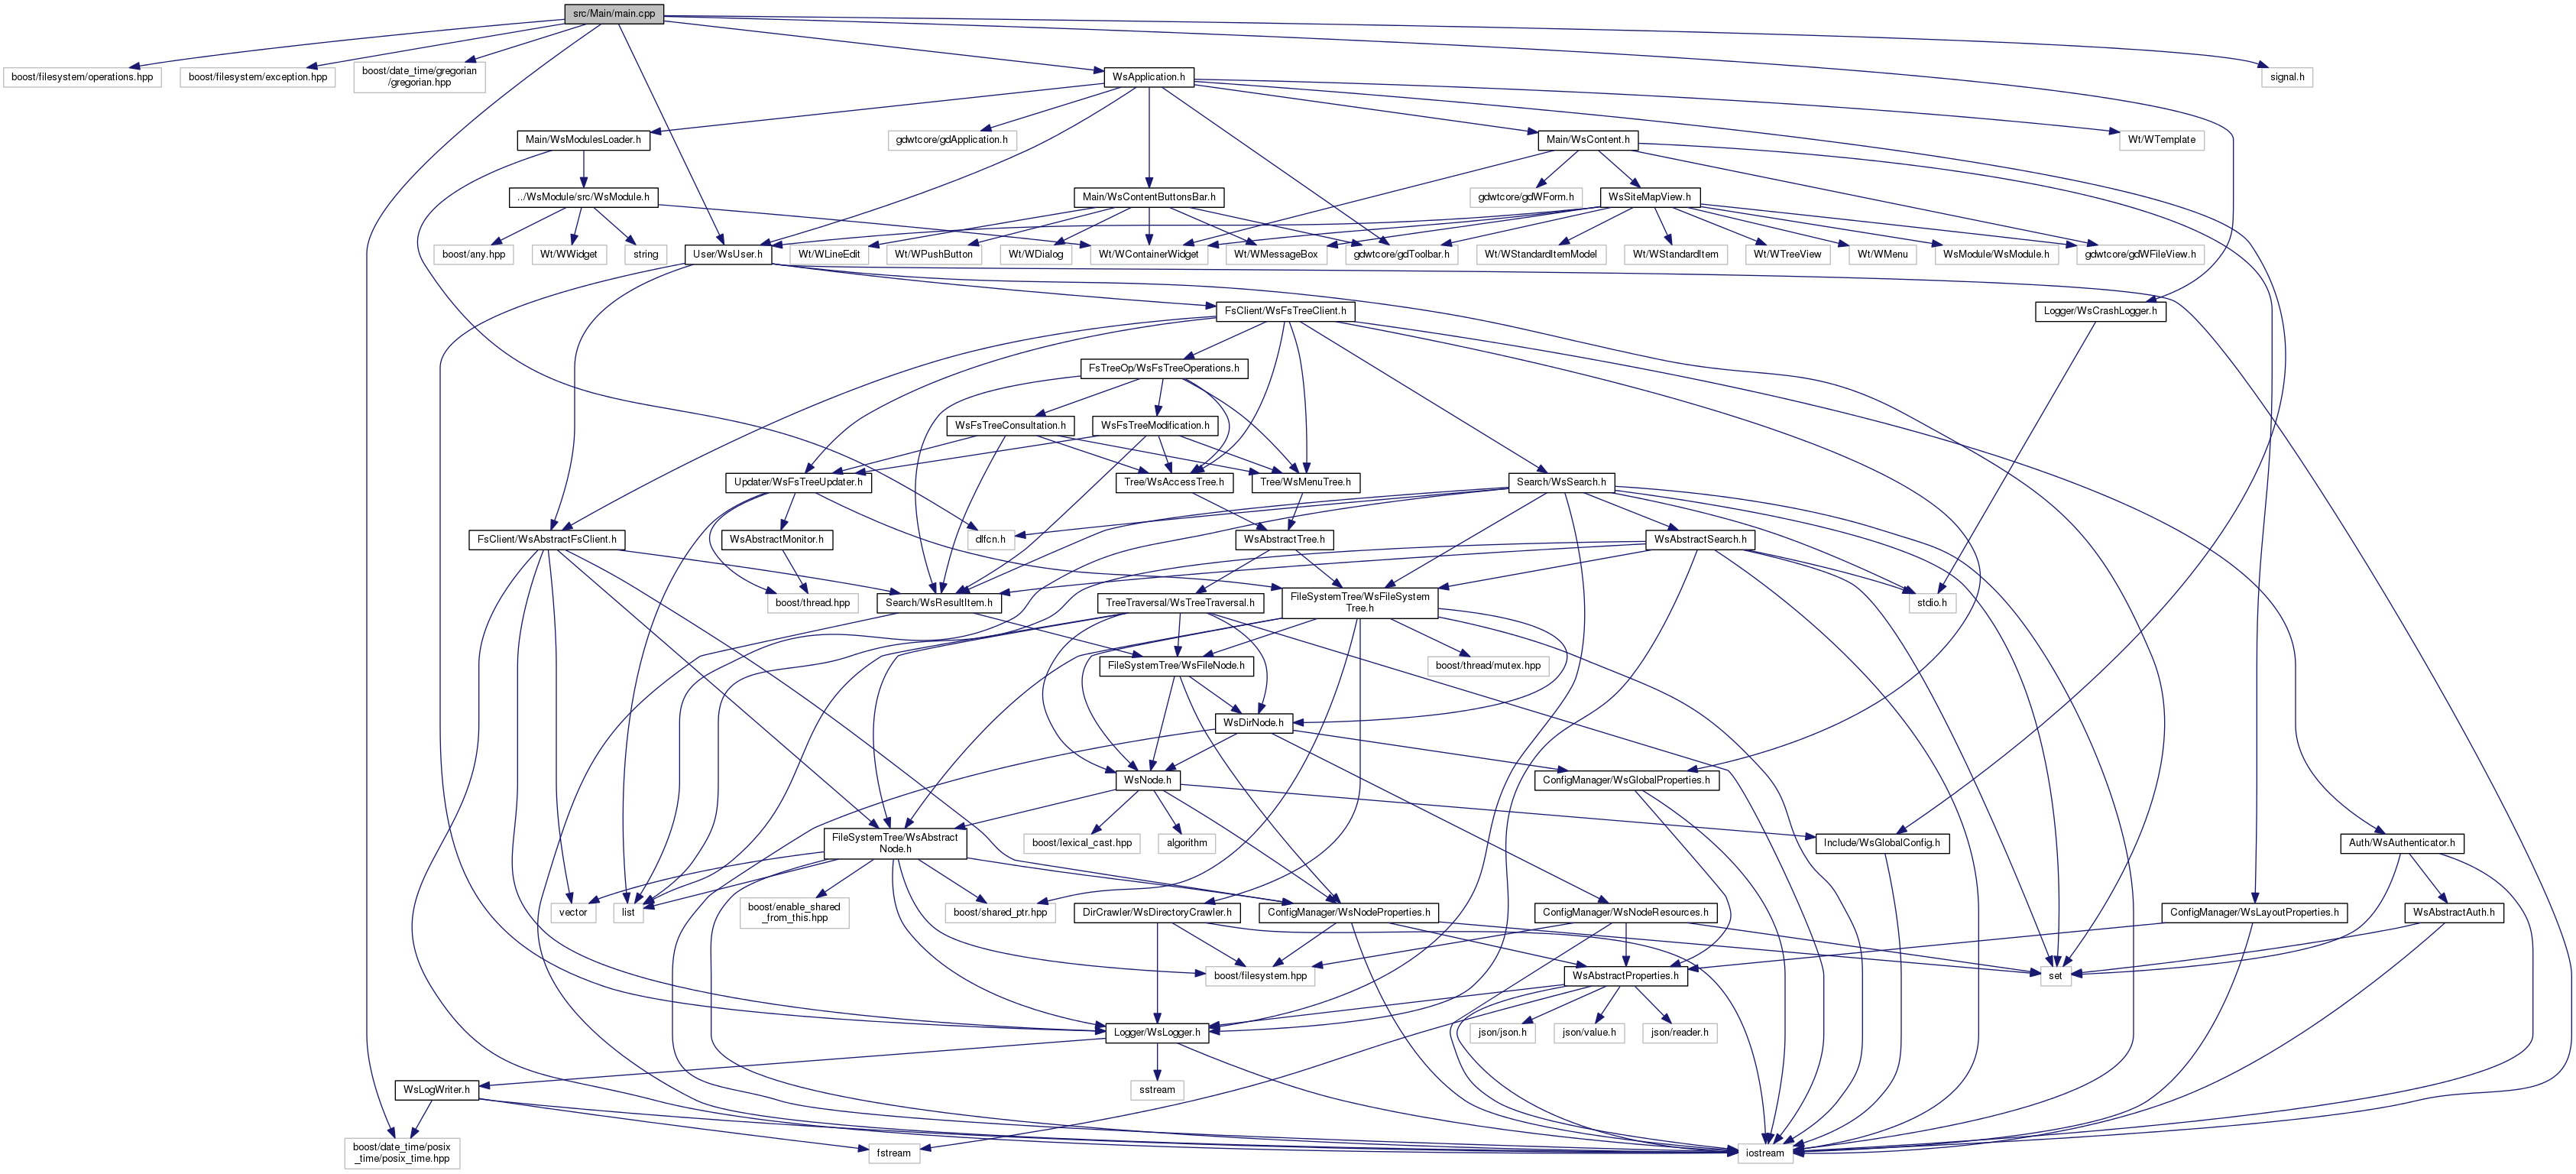 src/Main/main.cpp
boost/filesystem/operations.hpp
boost/filesystem/exception.hpp
boost/date_time/gregorian
/gregorian.hpp
WsApplication.h
signal.h
Main/WsModulesLoader.h
gdwtcore/gdApplication.h
Main/WsContent.h
Wt/WTemplate
../WsModule/src/WsModule.h
Main/WsContentButtonsBar.h
gdwtcore/gdWForm.h
WsSiteMapView.h
boost/any.hpp
Wt/WWidget
string
User/WsUser.h
Wt/WLineEdit
Wt/WPushButton
Wt/WDialog
Wt/WContainerWidget
Wt/WMessageBox
gdwtcore/gdToolbar.h
Wt/WStandardItemModel
Wt/WStandardItem
Wt/WTreeView
Wt/WMenu
WsModule/WsModule.h
gdwtcore/gdWFileView.h
FsClient/WsFsTreeClient.h
Logger/WsCrashLogger.h
FsTreeOp/WsFsTreeOperations.h
WsFsTreeConsultation.h
WsFsTreeModification.h
Updater/WsFsTreeUpdater.h
Tree/WsAccessTree.h
Tree/WsMenuTree.h
Search/WsSearch.h
FsClient/WsAbstractFsClient.h
WsAbstractMonitor.h
dlfcn.h
WsAbstractTree.h
WsAbstractSearch.h
boost/thread.hpp
Search/WsResultItem.h
TreeTraversal/WsTreeTraversal.h
FileSystemTree/WsFileSystem
Tree.h
stdio.h
FileSystemTree/WsFileNode.h
boost/thread/mutex.hpp
WsDirNode.h
WsNode.h
ConfigManager/WsGlobalProperties.h
FileSystemTree/WsAbstract
Node.h
boost/lexical_cast.hpp
algorithm
Include/WsGlobalConfig.h
Auth/WsAuthenticator.h
vector
list
boost/enable_shared
_from_this.hpp
boost/shared_ptr.hpp
DirCrawler/WsDirectoryCrawler.h
ConfigManager/WsNodeProperties.h
ConfigManager/WsNodeResources.h
ConfigManager/WsLayoutProperties.h
WsAbstractAuth.h
boost/filesystem.hpp
WsAbstractProperties.h
set
Logger/WsLogger.h
json/json.h
json/value.h
json/reader.h
WsLogWriter.h
sstream
boost/date_time/posix
_time/posix_time.hpp
fstream
iostream